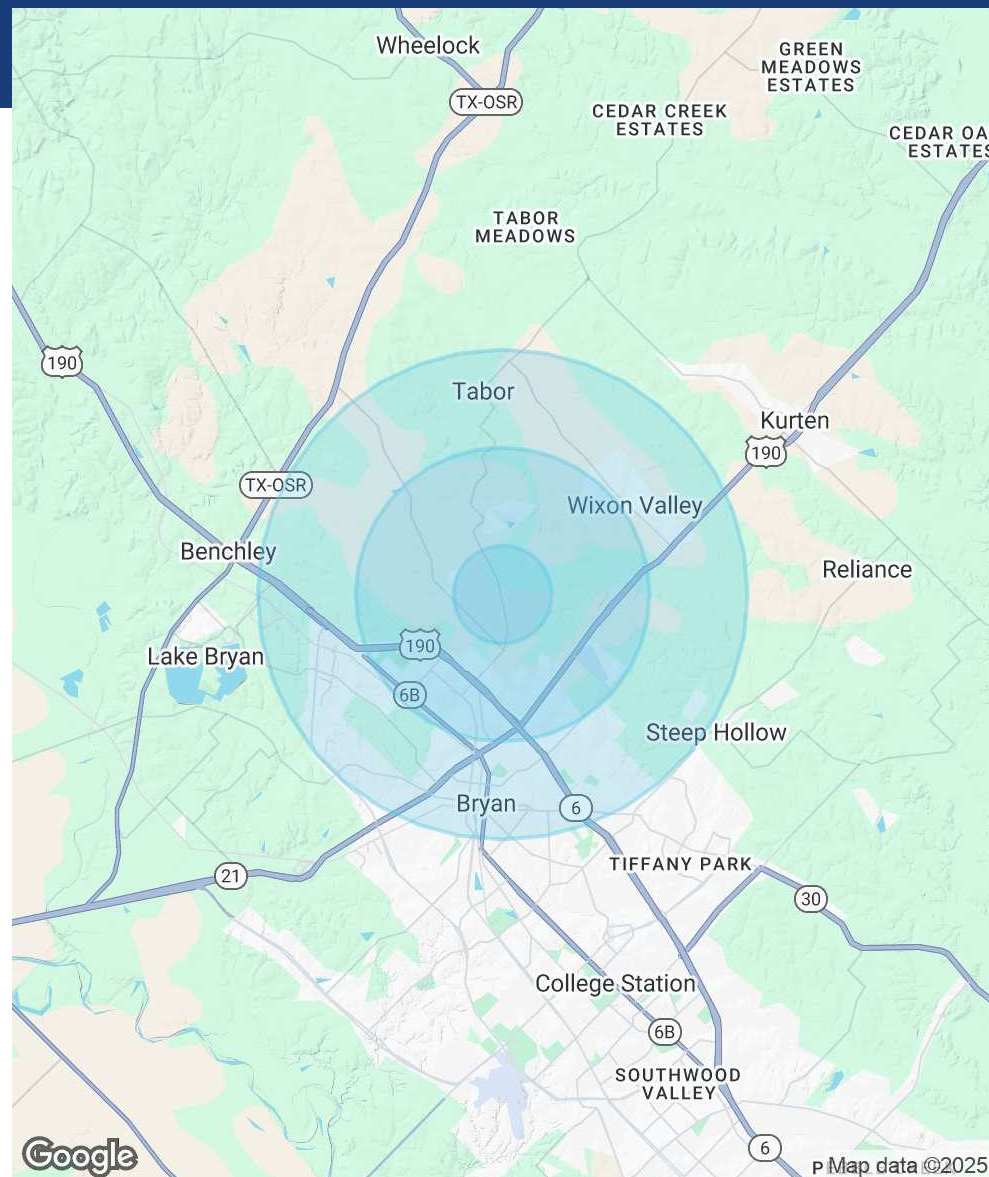 Wheelock
GREEN
MEADOWS
ESTATES
TX-OSR
CEDAR CREEK
ESTATES
CEDAR OA
ESTATES
TABOR
MEADOWS
190
Tabor
Kurten
190
TX-OSR
Wixon Valley
Benchley
Reliance
190
Lake Bryan
6B
Steep Hollow
Bryan
6
TIFFANY PARK
21
30
College Station
6B
SOUTHWOOD
VALLEY
6
Google
Map data ©2025